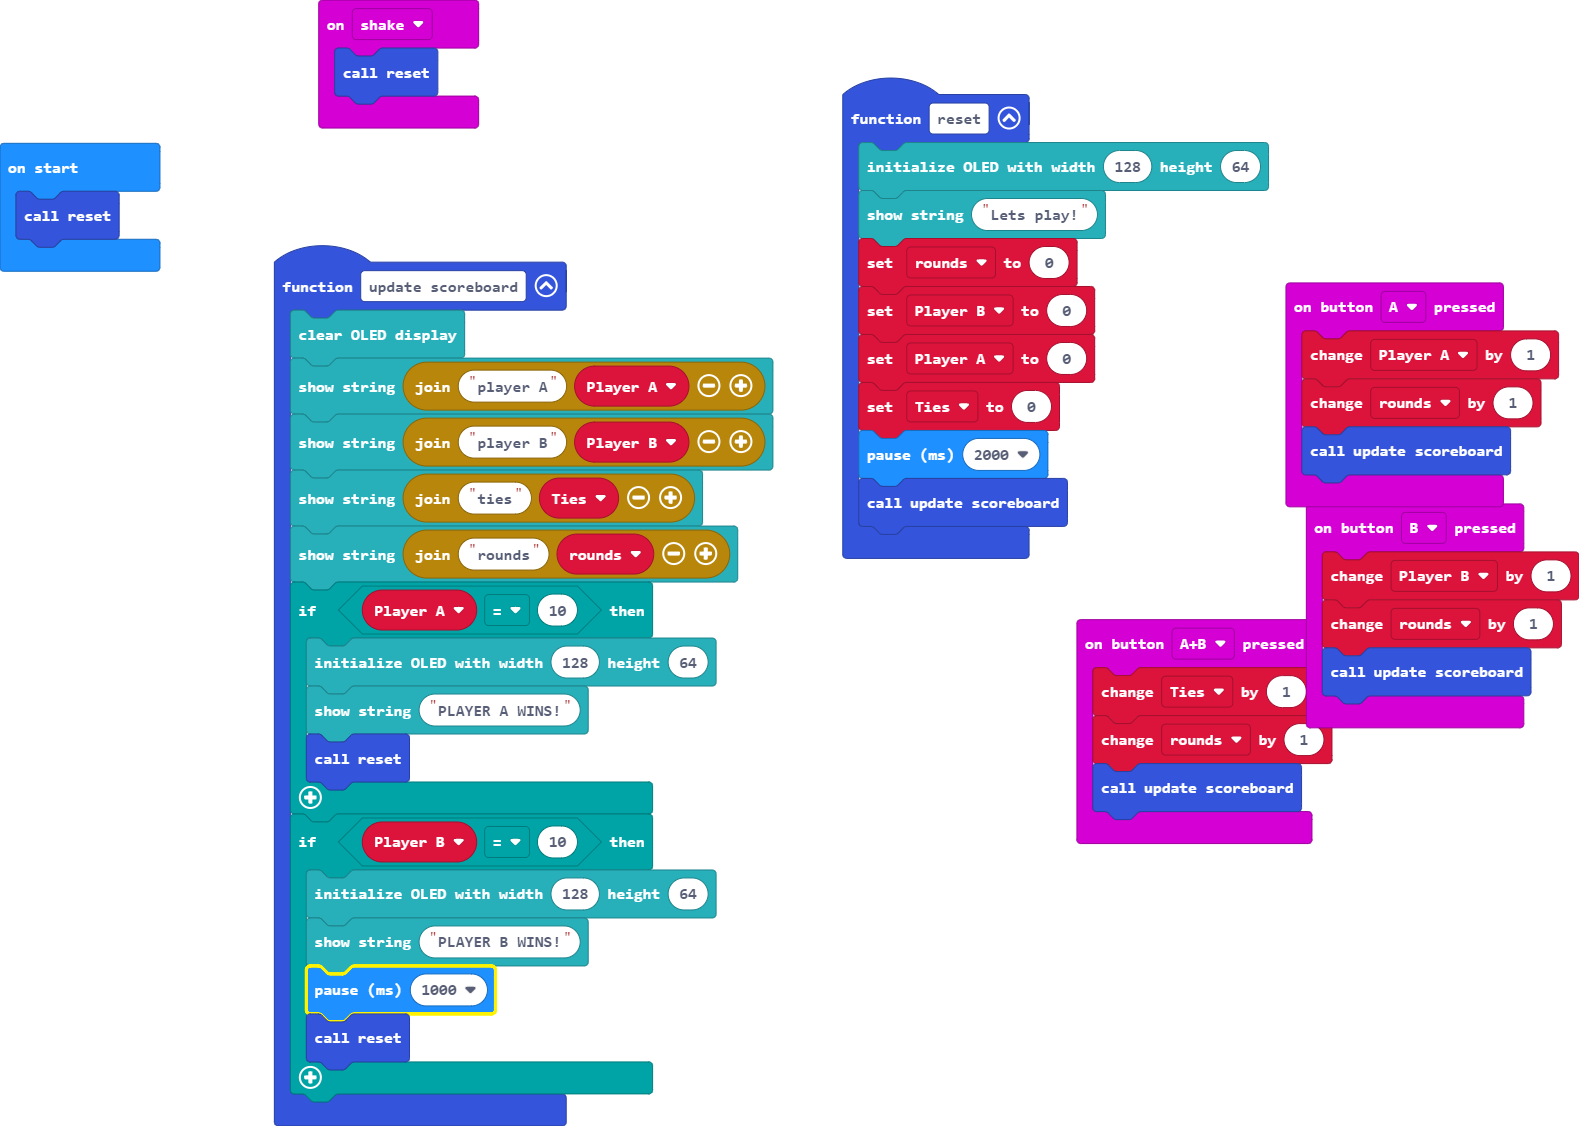 on shake
call reset
on start
call reset
function update scoreboard
clear OLED display
show string join "player A" Player A
show string join "player B" Player B
show string join "ties" Ties
show string join "rounds" rounds
if Player A = 10 then
initialize OLED with width 128 height 64
show string "PLAYER A WINS!"
call reset
if Player B = 10 then
initialize OLED with width 128 height 64
show string "PLAYER B WINS!"
pause (ms) 1000
call reset
function reset
initialize OLED with width 128 height 64
show string "Lets play!"
set rounds to 0
set Player B to 0
set Player A to 0
set Ties to 0
pause (ms) 2000
call update scoreboard
on button A pressed
change Player A by 1
change rounds by 1
call update scoreboard
on button B pressed
change Player B by 1
change rounds by 1
call update scoreboard
on button A+B pressed
change Ties by 1
change rounds by 1
call update scoreboard